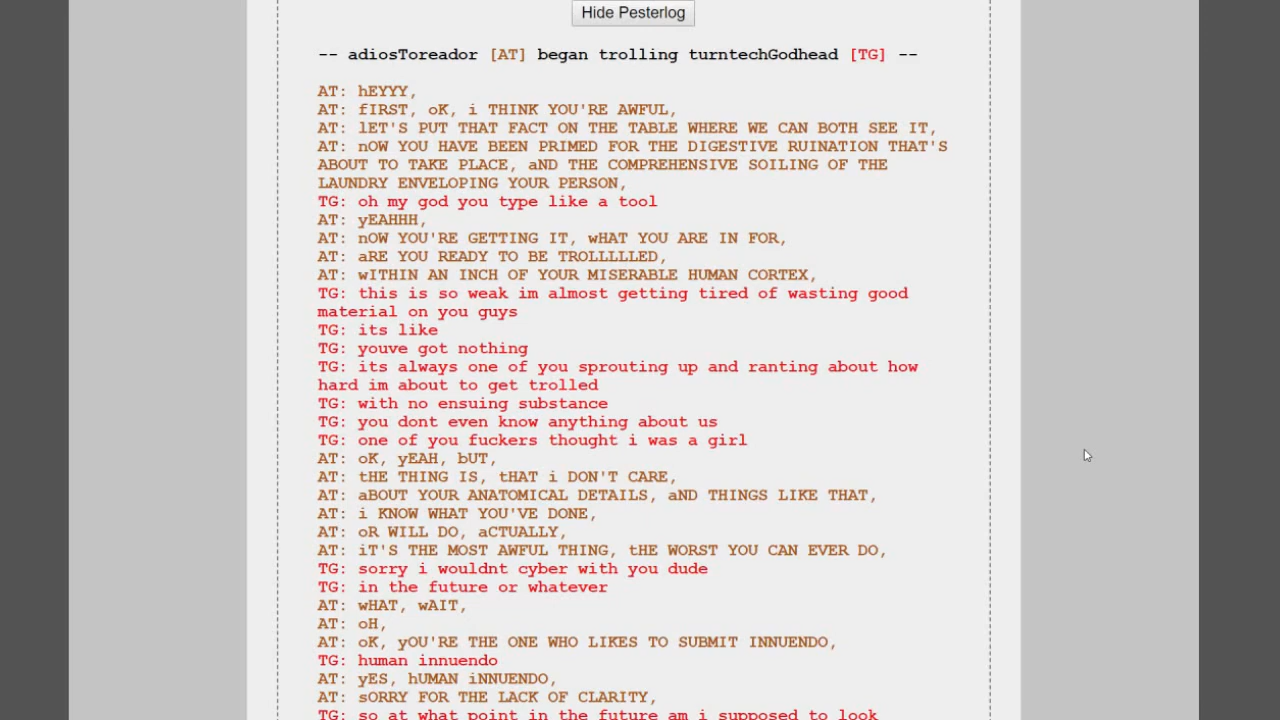 Hide Pesterlog
-- adiosToreador [AT] began trolling turntechGodhead [TG] --
AT: hEYYY,
AT: fIRST, oK, i THINK YOU'RE AWFUL,
AT: lET'S PUT THAT FACT ON THE TABLE WHERE WE CAN BOTH SEE IT,
AT: nOW YOU HAVE BEEN PRIMED FOR THE DIGESTIVE RUINATION THAT'S
ABOUT TO TAKE PLACE, aND THE COMPREHENSIVE SOILING OF THE
LAUNDRY ENVELOPING YOUR PERSON,
TG: oh my god you type like a tool
AT: yEAHHH,
AT: nOW YOU'RE GETTING IT, wHAT YOU ARE IN FOR,
AT: aRE YOU READY TO BE TROLLLLLED,
AT: wITHIN AN INCH OF YOUR MISERABLE HUMAN CORTEX,
TG: this is so weak im almost getting tired of wasting good
material on you guys
TG: its like
TG: youve got nothing
TG: its always one of you sprouting up and ranting about how
hard im about to get trolled
TG: with no ensuing substance
TG: you dont even know anything about us
TG: one of you fuckers thought i was a girl
AT: oK, yEAH, bUT,
AT: tHE THING IS, tHAT i DON'T CARE,
AT: aBOUT YOUR ANATOMICAL DETAILS, aND THINGS LIKE THAT,
AT: i KNOW WHAT YOU'VE DONE,
AT: oR WILL DO, aCTUALLY,
AT: iT'S THE MOST AWFUL THING, tHE WORST YOU CAN EVER DO,
TG: sorry i wouldnt cyber with you dude
TG: in the future or whatever
AT: wHAT, wAIT,
AT: oH,
AT: oK, yOU'RE THE ONE WHO LIKES TO SUBMIT INNUENDO,
TG: human innuendo
AT: yES, hUMAN iNNUENDO,
AT: sORRY FOR THE LACK OF CLARITY,
TG: so at what point in the future am i supposed to look